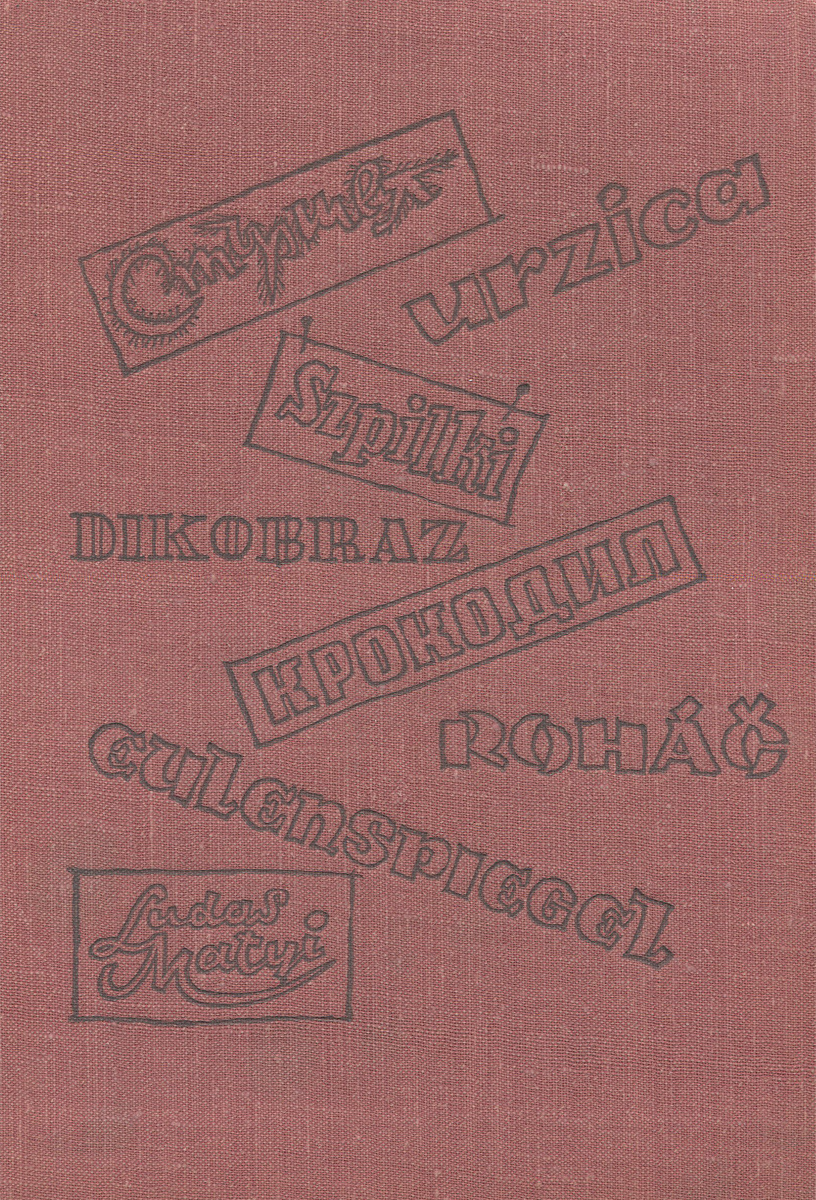 Стършел
urzica
Szpilki
DIKOBRAZ
КРОКОДИЛ
ROHÁČ
EULENSPIEGEL
Ludas
Matyi